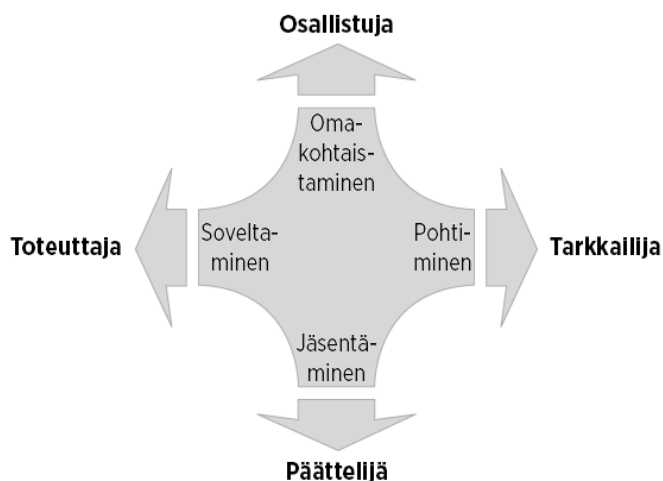 Osallistuja
Oma-
kohtais-
taminen
Toteuttaja
Sovelta-
minen
Pohti-
minen
Tarkkailija
Jäsentä-
minen
Päättelijä